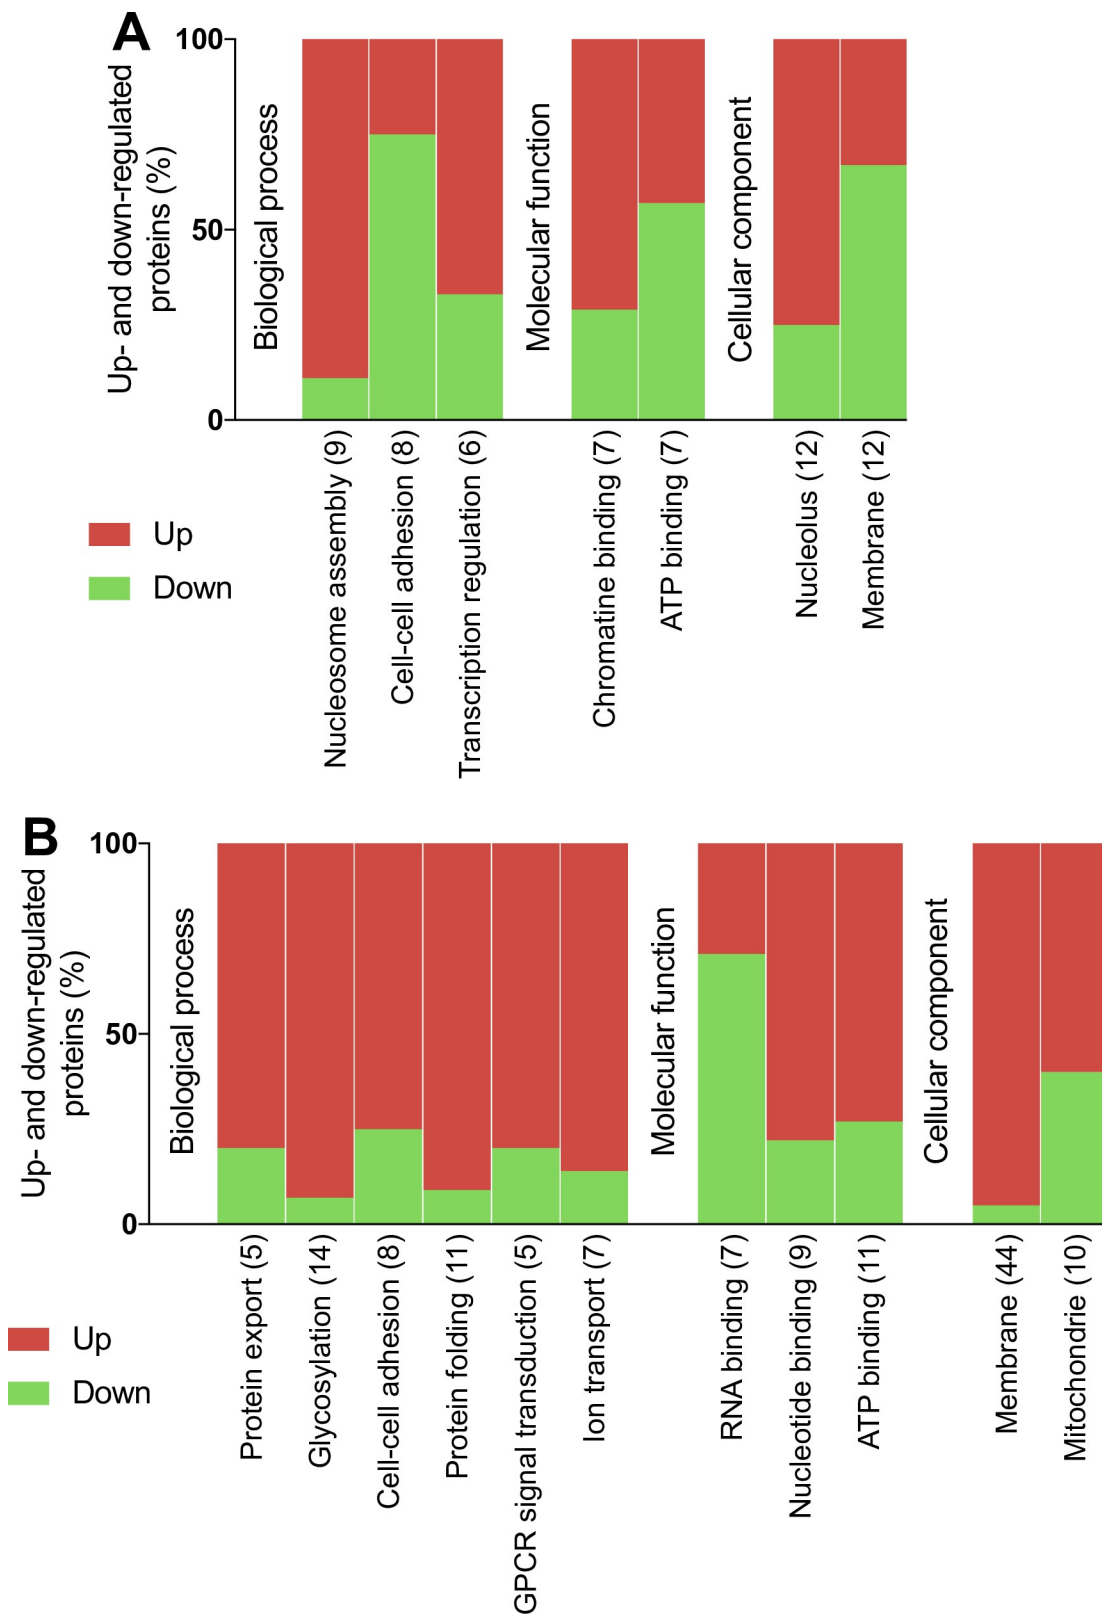 A
100
50
0
Up- and down-regulated
proteins (%)
Biological process
Molecular function
Cellular component
Nucleosome assembly (9)
Cell-cell adhesion (8)
Transcription regulation (6)
Chromatine binding (7)
ATP binding (7)
Nucleolus (12)
Membrane (12)
Up
Down
B
100
50
0
Up- and down-regulated
proteins (%)
Biological process
Molecular function
Cellular component
Protein export (5)
Glycosylation (14)
Cell-cell adhesion (8)
Protein folding (11)
GPCR signal transduction (5)
Ion transport (7)
RNA binding (7)
Nucleotide binding (9)
ATP binding (11)
Membrane (44)
Mitochondrie (10)
Up
Down